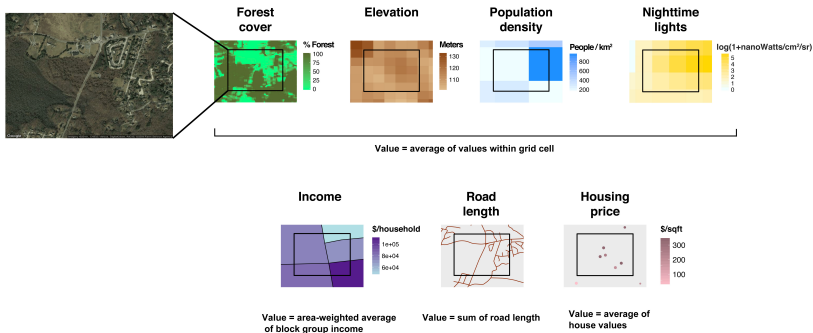 Forest
cover
Elevation
Population
density
Nighttime
lights
% Forest
100
75
50
25
0
Meters
130
120
110
People / km²
800
600
400
200
log(1+nanoWatts/cm²/sr)
5
4
3
2
1
0
Google
Value = average of values within grid cell
Income
Road
length
Housing
price
$/household
1e+05
8e+04
6e+04
$/sqft
300
200
100
Value = area-weighted average
of block group income
Value = sum of road length
Value = average of
house values